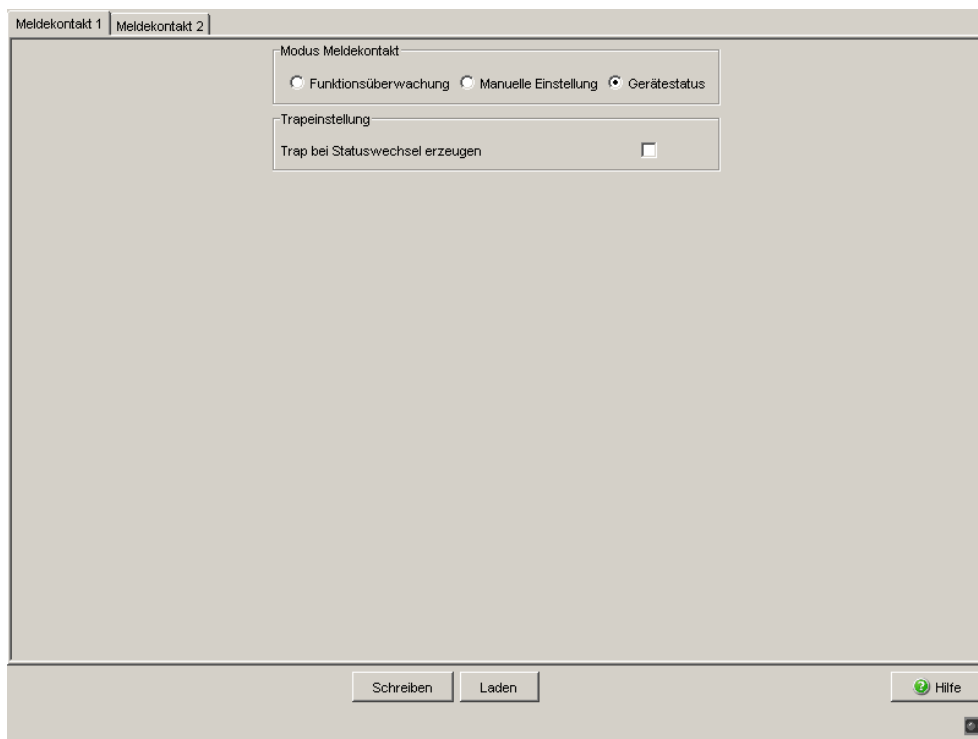 Meldekontakt 1 Meldekontakt 2
Modus Meldekontakt
Funktionsüberwachung Manuelle Einstellung Gerätestatus
Trapeinstellung
Trap bei Statuswechsel erzeugen
Schreiben Laden Hilfe